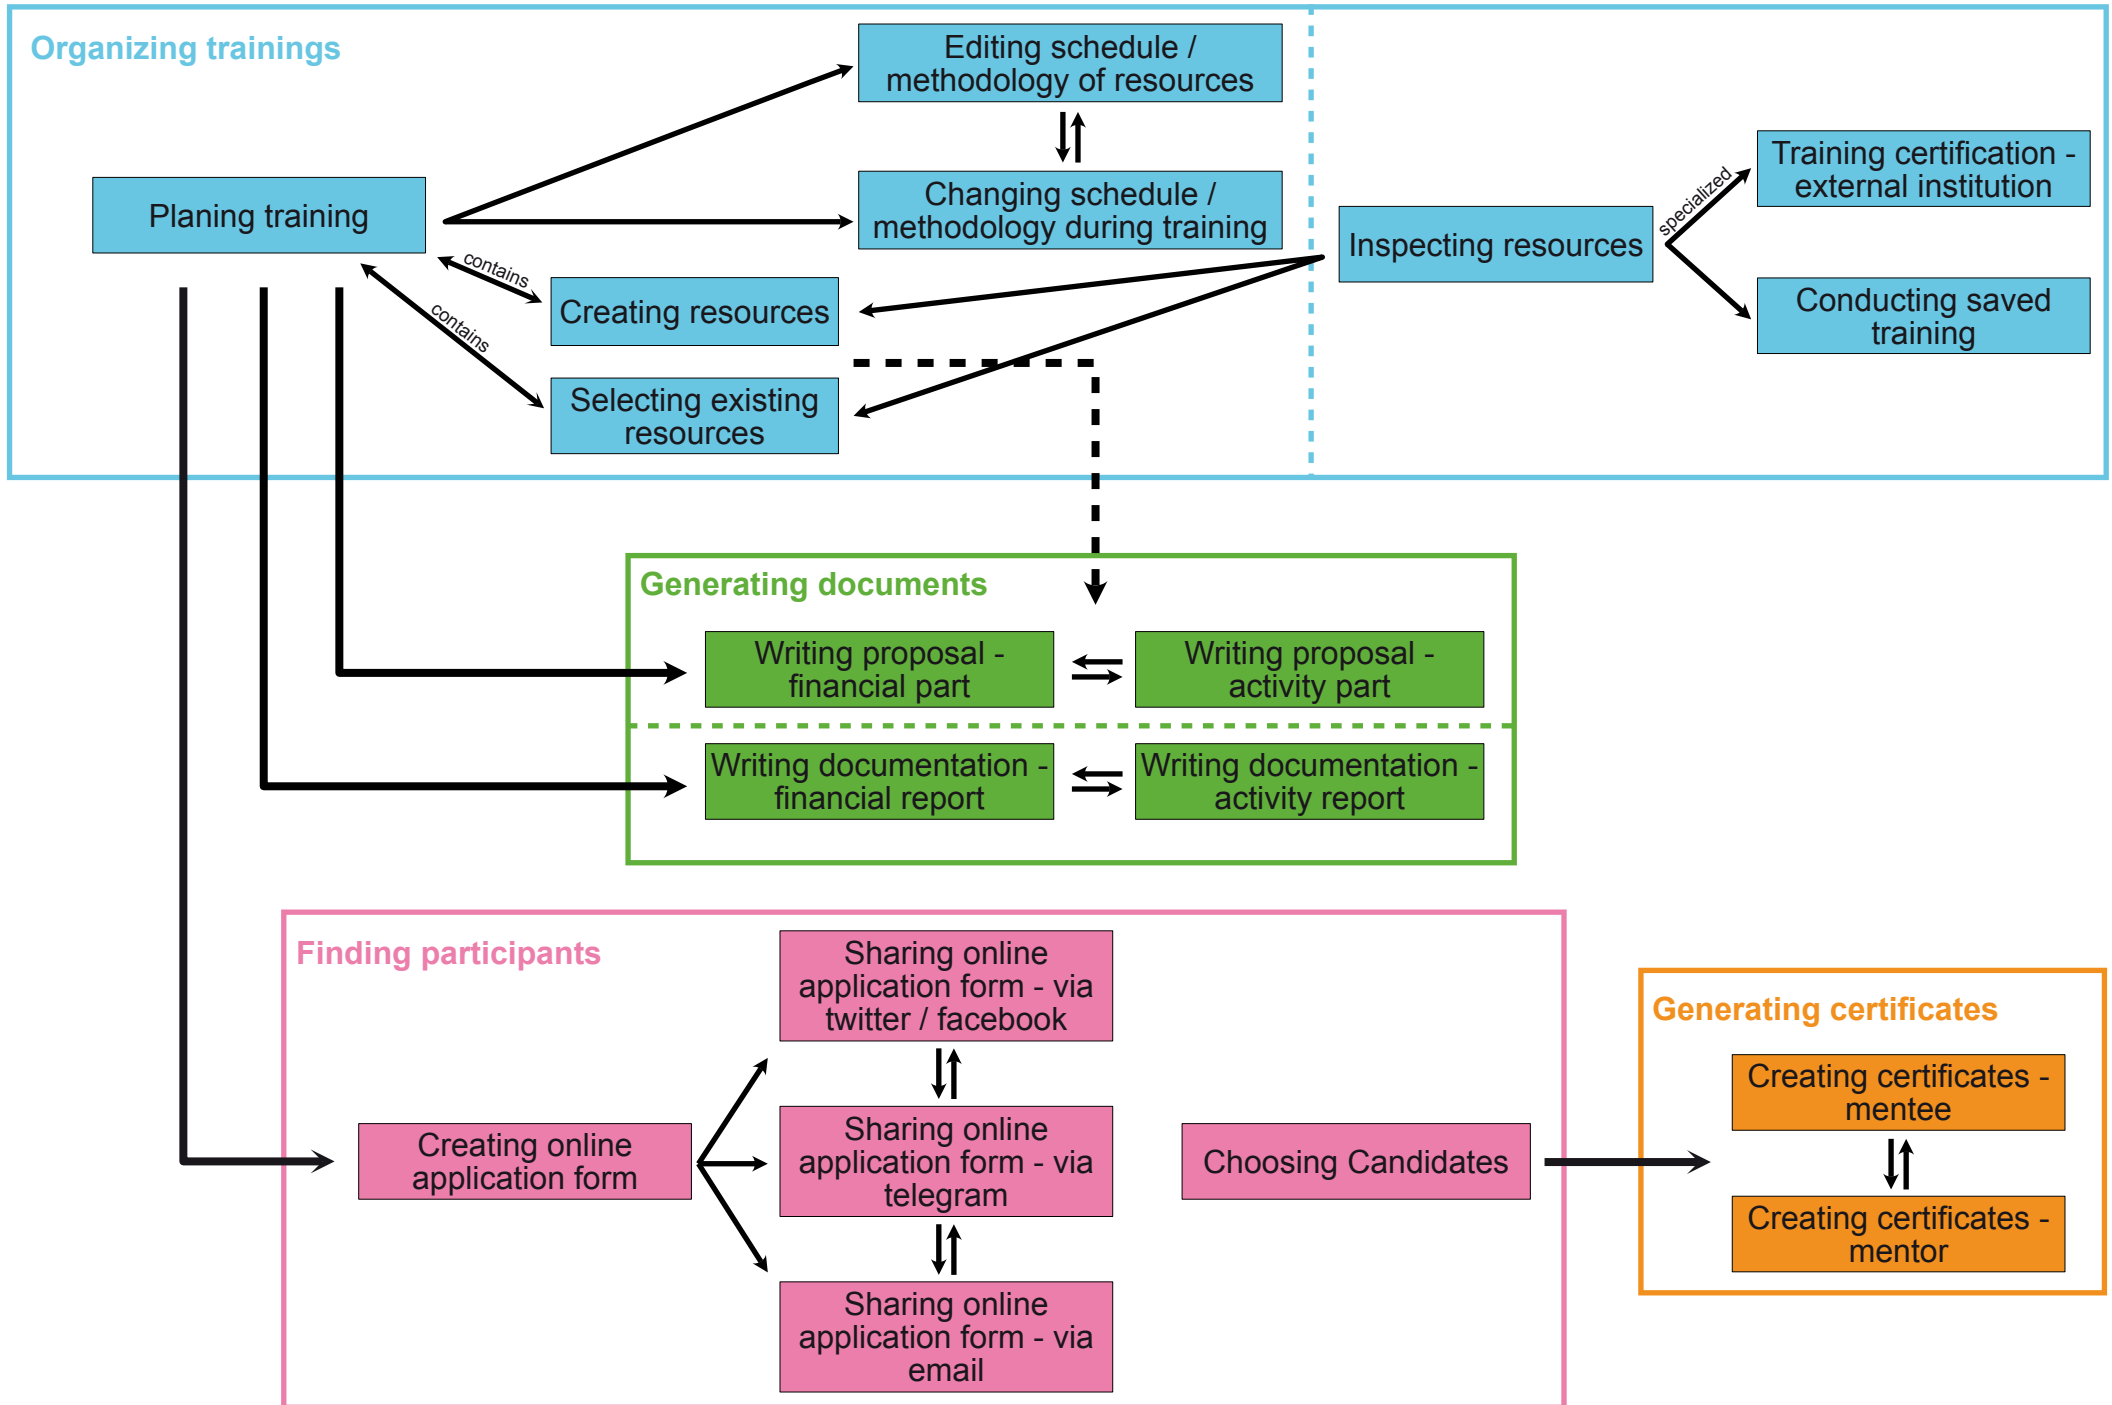 Organizing trainings
Editing schedule /
methodology of resources
Planing training
Changing schedule /
methodology during training
contains
Creating resources
contains
Selecting existing
resources
Inspecting resources
specialized
Training certification -
external institution
Conducting saved
training
Generating documents
Writing proposal -
financial part
Writing proposal -
activity part
Writing documentation -
financial report
Writing documentation -
activity report
Finding participants
Sharing online
application form - via
twitter / facebook
Creating online
application form
Sharing online
application form - via
telegram
Sharing online
application form - via
email
Choosing Candidates
Generating certificates
Creating certificates -
mentee
Creating certificates -
mentor